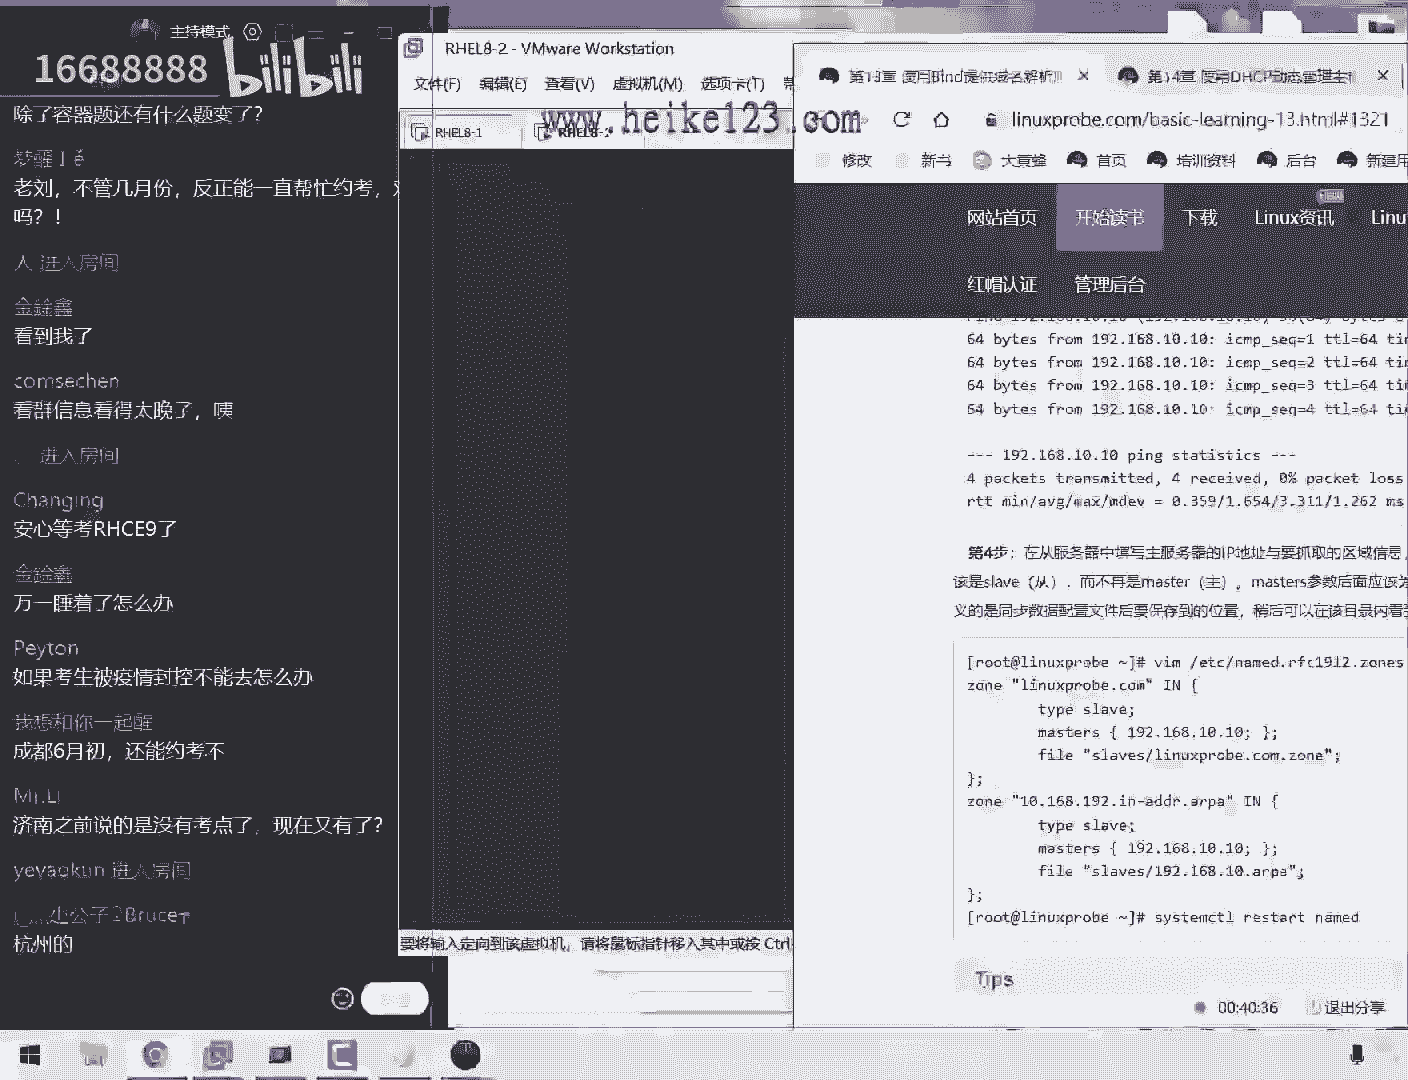 主持模式
16688888
bilibili
除了容器题还有什么题变了？
老刘，不管几月份，反正能一直帮忙约考，
吗？！
人 进入房间
金鑫鑫
看到我了
comsechen
看群信息看得太晚了，咦
进入房间
Changing
安心等考RHCE9了
金鑫鑫
万一睡着了怎么办
Peyton
如果考生被疫情封控不能去怎么办
我想和你一起醒
成都6月初，还能约考不
Mr.Li
济南之前说的是没有考点了，现在又有了？
yeyaokun 进入房间
杭州的
RHEL8-2 - VMware Workstation
文件(F) 编辑(E) 查看(V) 虚拟机(M) 选项卡(T)
www.heike123.com
RHEL8-1
RHEL8-2
要将输入定向到该虚拟机，请将鼠标指针移入其中或按 Ctrl
第13章 使用Bind提供域名解析
第14章 使用DHCP动态管理主机
linuxprobe.com/basic-learning-13.html#1321
修改 新书 大黄蜂 首页 培训资料 后台
网站首页 开始读书 下载 Linux资讯 Linu
红帽认证 管理后台
64 bytes from 192.168.10.10: icmp_seq=1 ttl=64
64 bytes from 192.168.10.10: icmp_seq=2 ttl=64
64 bytes from 192.168.10.10: icmp_seq=3 ttl=64
64 bytes from 192.168.10.10: icmp_seq=4 ttl=64
--- 192.168.10.10 ping statistics ---
4 packets transmitted, 4 received, 0% packet loss
rtt min/avg/max/mdev = 0.359/1.654/3.311/1.262 ms
第4步：在从服务器中填写主服务器的IP地址与要抓取的区域信息，
该是slave（从），而不再是master（主），masters参数后面应该
义的是同步数据配置文件后要保存到的位置，稍后可以在该目录内看
[root@linuxprobe ~]# vim /etc/named.rfc1912.zones
zone "linuxprobe.com" IN {
type slave;
masters { 192.168.10.10; };
file "slaves/linuxprobe.com.zone";
};
zone "10.168.192.in-addr.arpa" IN {
type slave;
masters { 192.168.10.10; };
file "slaves/192.168.10.arpa";
};
[root@linuxprobe ~]# systemctl restart named
Tips
00:40:36 退出分享